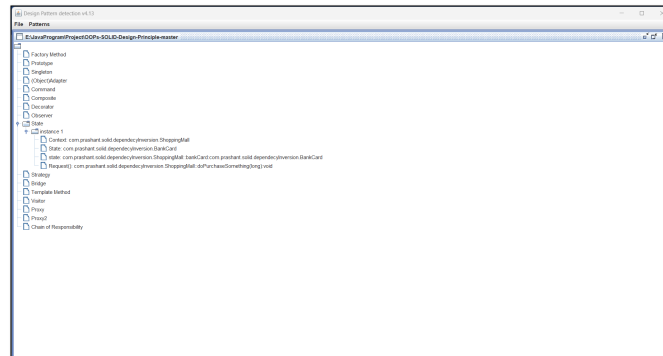 Design Pattern detection v4.13
File Patterns
E:\JavaProgram\Project\OOPs-SOLID-Design-Principle-master
Factory Method
Prototype
Singleton
(Object)Adapter
Command
Composite
Decorator
Observer
State
instance 1
Context: com.prashant.solid.dependecyInversion.ShoppingMall
State: com.prashant.solid.dependecyInversion.BankCard
state: com.prashant.solid.dependecyInversion.ShoppingMall::bankCard:com.prashant.solid.dependecyInversion.BankCard
Request(): com.prashant.solid.dependecyInversion.ShoppingMall::doPurchaseSomething(long):void
Strategy
Bridge
Template Method
Visitor
Proxy
Proxy2
Chain of Responsibility